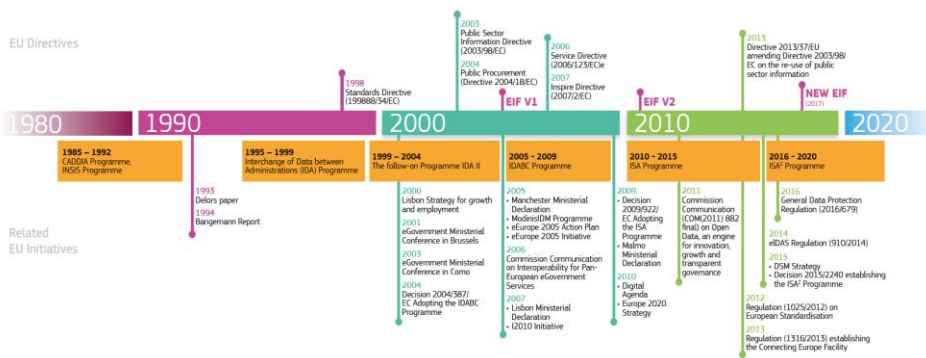 EU Directives
2003
Public Sector
Information Directive
(2003/98/EC)
2004
Public Procurement
(Directive 2004/18/EC)
2006
Service Directive
(2006/123/EC)e
2007
Inspire Directive
(2007/2/EC)
2013
Directive 2013/37/EU
amending Directive 2003/98/
EC on the re-use of public
sector information
1998
Standards Directive
(199888/34/EC)
EIF V1
EIF V2
NEW EIF
(2017)
1980
1990
2000
2010
2020
1985 – 1992
CADDIA Programme,
INSIS Programme
1995 – 1999
Interchange of Data between
Administrations (IDA) Programme
1999 – 2004
The follow-on Programme IDA II
2005 - 2009
IDABC Programme
2010 - 2015
ISA Programme
2016 - 2020
ISA² Programme
Related
EU Initiatives
1993
Delors paper
1994
Bangemann Report
2000
Lisbon Strategy for growth
and employment
2001
eGovernment Ministerial
Conference in Brussels
2003
eGovernment Ministerial
Conference in Como
2004
Decision 2004/387/
EC Adopting the IDABC
Programme
2005
• Manchester Ministerial
Declaration
• ModinisIDM Programme
• eEurope 2005 Action Plan
• eEurope 2005 Initiative
2006
Commission Communication
on Interoperability for Pan-
European eGovernment
Services
2007
• Lisbon Ministerial
Declaration
• I2010 Initiative
2009
• Decision
2009/922/
EC Adopting
the ISA
Programme
• Malmo
Ministerial
Declaration
2010
• Digital
Agenda
• Europe 2020
Strategy
2011
Commission
Communication
(COM(2011) 882
final) on Open
Data, an engine
for innovation,
growth and
transparent
governance
2016
General Data Protection
Regulation (2016/679)
2014
eIDAS Regulation (910/2014)
2015
• DSM Strategy
• Decision 2015/2240 establishing
the ISA² Programme
2012
Regulation (1025/2012) on
European Standardisation
2013
Regulation (1316/2013) establishing
the Connecting Europe Facility